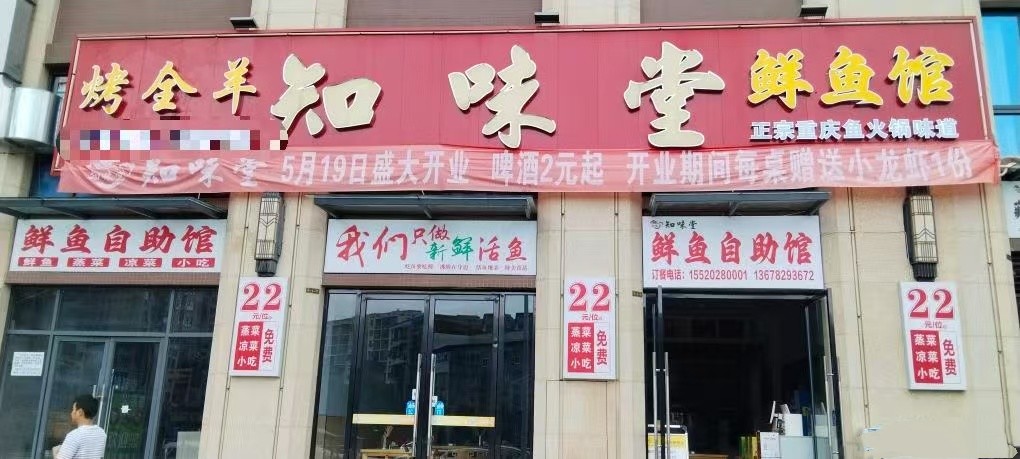 烤全羊 知味堂 鲜鱼馆
正宗重庆鱼火锅味道
知味堂 5月19日盛大开业 啤酒2元起 开业期间每桌赠送小龙虾1份
鲜鱼自助馆
鲜鱼 蒸菜 凉菜 小吃
我们只做新鲜活鱼
知味堂
鲜鱼自助馆
订餐电话：15520280001 13678293672
22
元/位
蒸菜
凉菜
小吃
免费
22
元/位
蒸菜
凉菜
小吃
免费
22
元/位
蒸菜
凉菜
小吃
免费